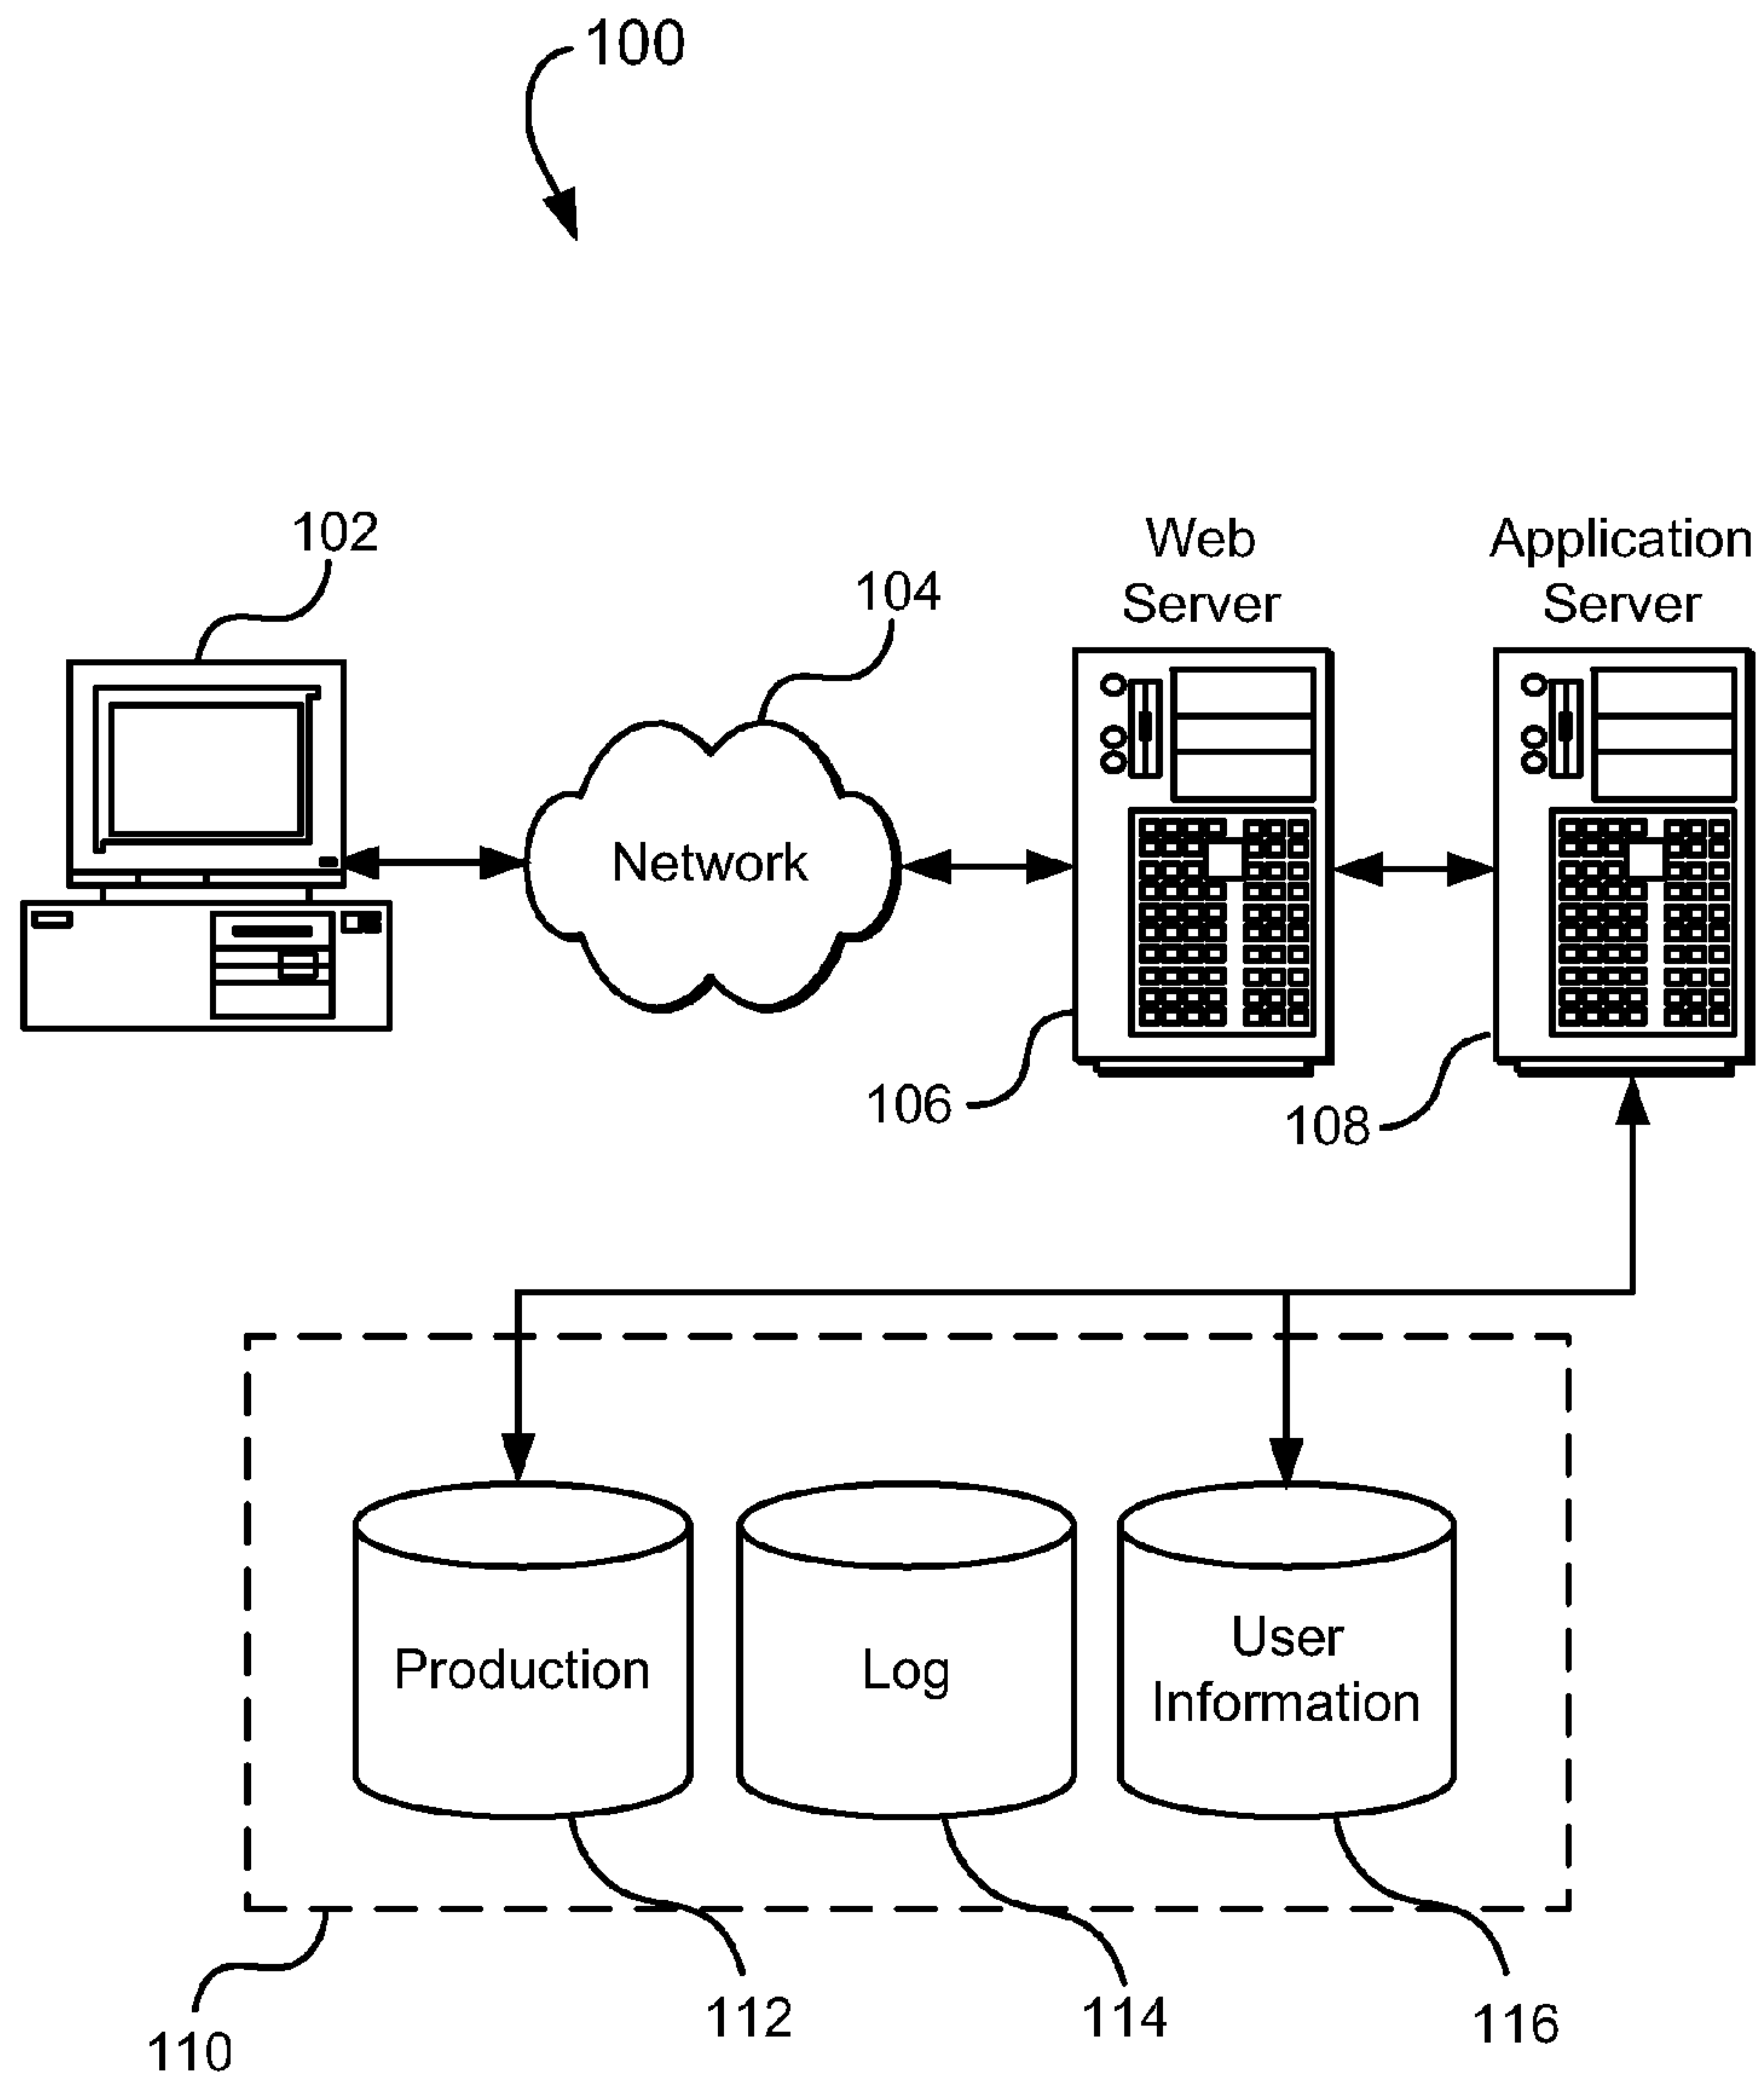 100
102
104
Web
Server
Application
Server
Network
106
108
Production
Log
User
Information
110
112
114
116